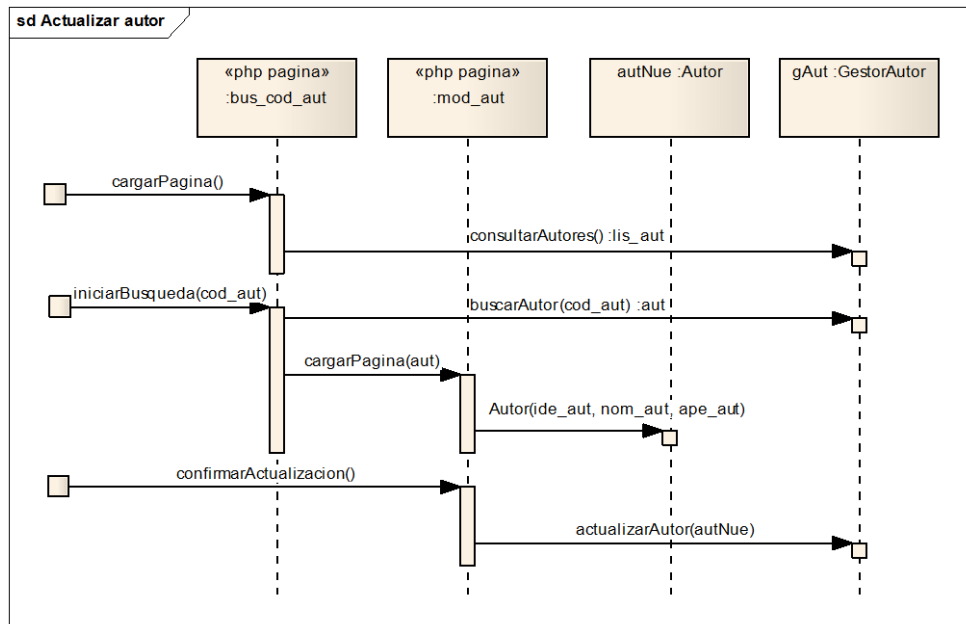 sd Actualizar autor
«php pagina»
:bus_cod_aut
«php pagina»
:mod_aut
autNue :Autor
gAut :GestorAutor
cargarPagina()
consultarAutores() :lis_aut
iniciarBusqueda(cod_aut)
buscarAutor(cod_aut) :aut
cargarPagina(aut)
Autor(ide_aut, nom_aut, ape_aut)
confirmarActualizacion()
actualizarAutor(autNue)